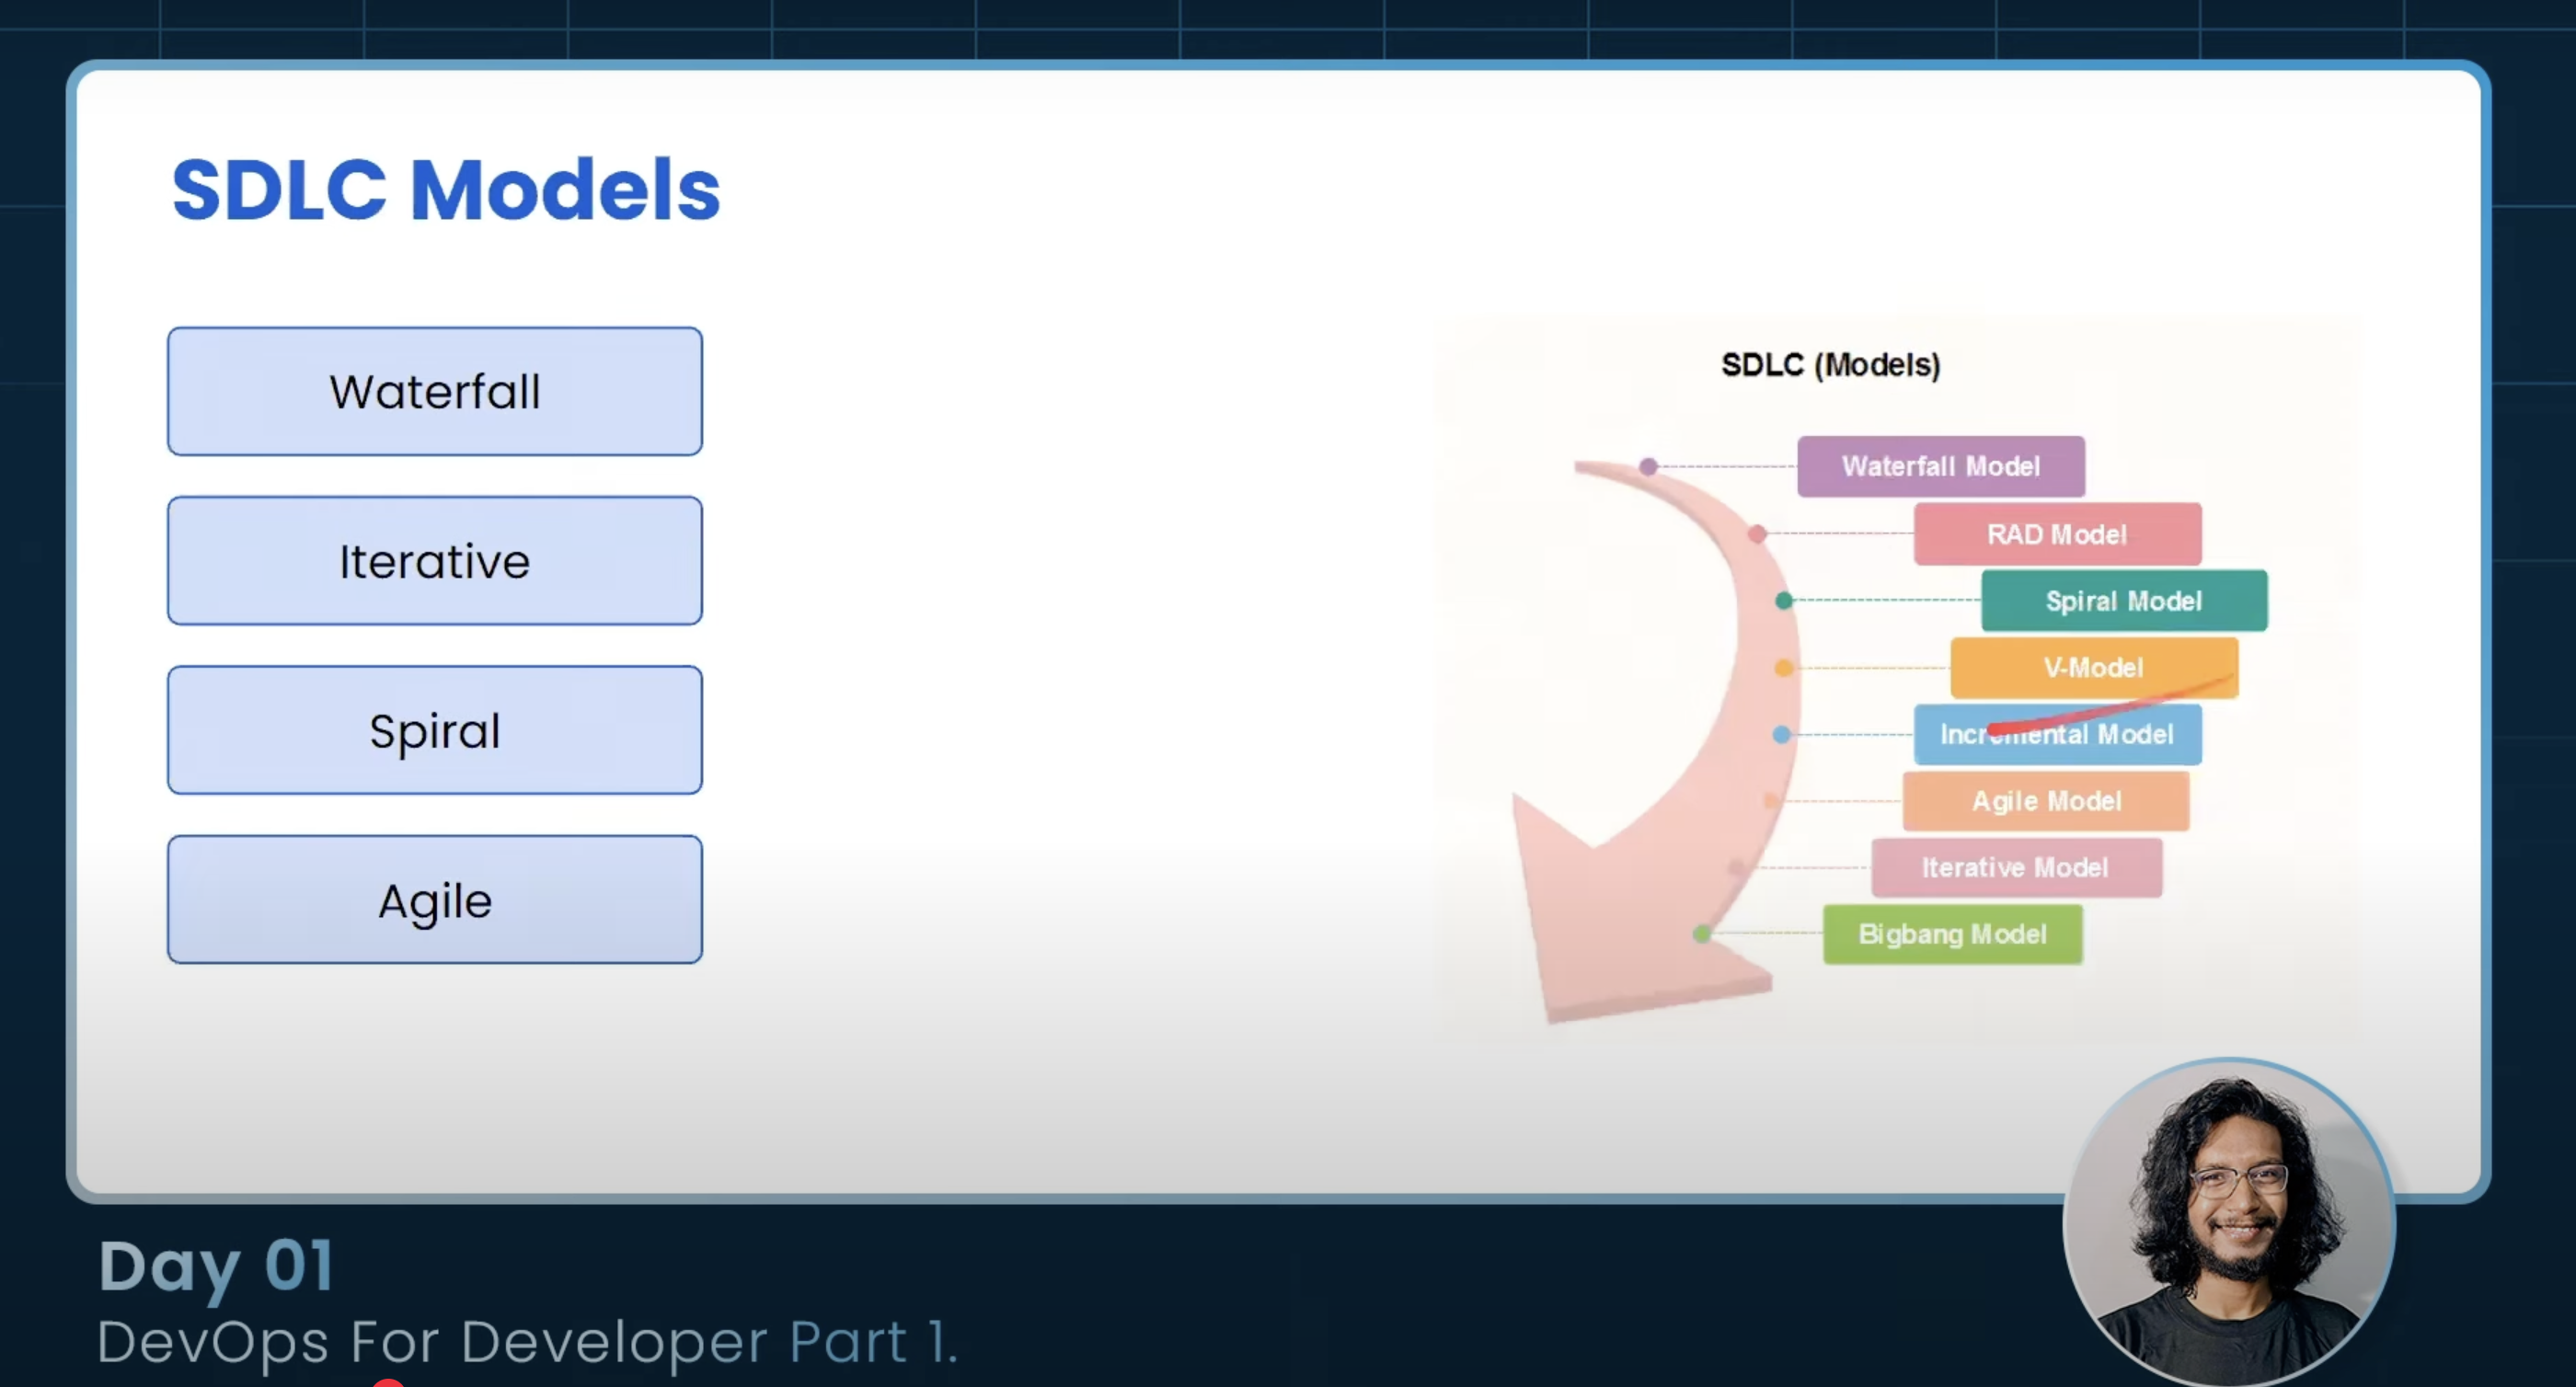 SDLC Models
Waterfall
Iterative
Spiral
Agile
SDLC (Models)
Waterfall Model
RAD Model
Spiral Model
V-Model
Incremental Model
Agile Model
Iterative Model
Bigbang Model
Day 01
DevOps For Developer Part 1.